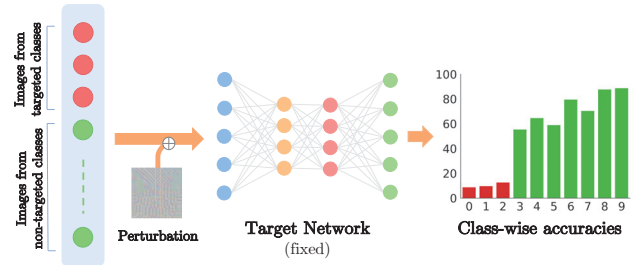 Images from
targeted classes
Images from
non-targeted classes
Perturbation
Target Network
(fixed)
100
80
60
40
20
0
0 1 2 3 4 5 6 7 8 9
Class-wise accuracies